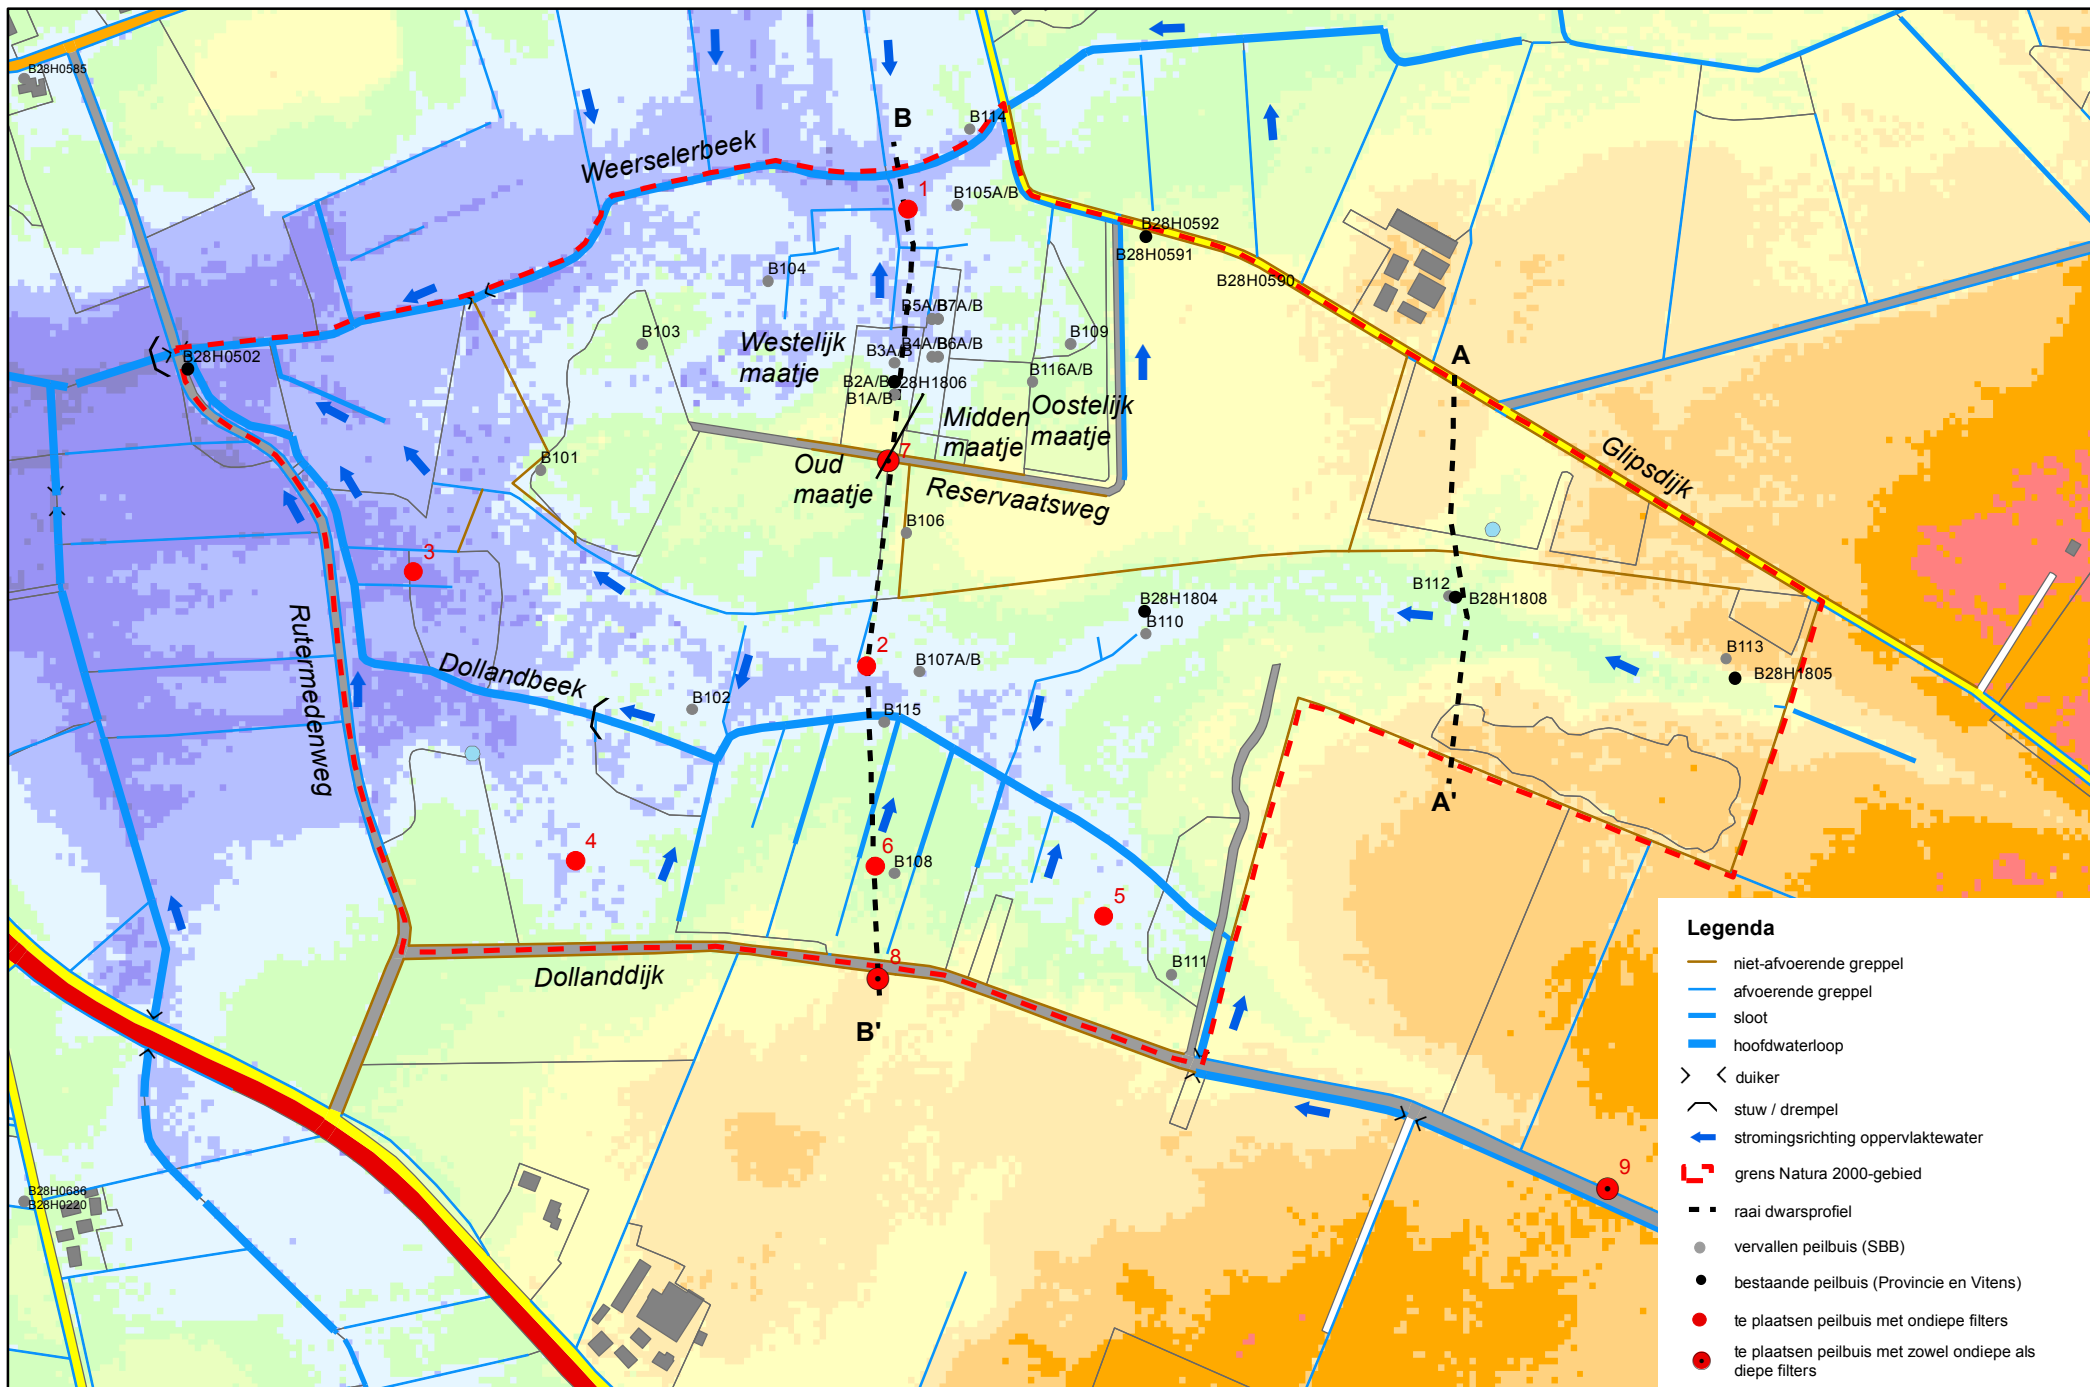 B28H0585
B
B114
Weerselerbeek
1
B105A/B
B28H0592
B28H0591
B28H0590
B104
B5A/B
B7A/B
B103
Westelijk
maatje
B4A/B
B6A/B
B3A/B
B109
B28H0502
A
B2A/B
B28H1806
B116A/B
B1A/B
Midden
maatje
Oostelijk
maatje
7
Oud
maatje
B101
Reservaatsweg
Glipsdijk
B106
3
B112
B28H1808
B28H1804
B110
Rutermedenweg
2
B107A/B
B113
B28H1805
Dollandbeek
B102
B115
A'
4
6
B108
5
8
B111
Dollanddijk
B'
9
B28H0686
B28H0220
Legenda
niet-afvoerende greppel
afvoerende greppel
sloot
hoofdwaterloop
duiker
stuw / drempel
stromingsrichting oppervlaktewater
grens Natura 2000-gebied
raai dwarsprofiel
vervallen peilbuis (SBB)
bestaande peilbuis (Provincie en Vitens)
te plaatsen peilbuis met ondiepe filters
te plaatsen peilbuis met zowel ondiepe als
diepe filters